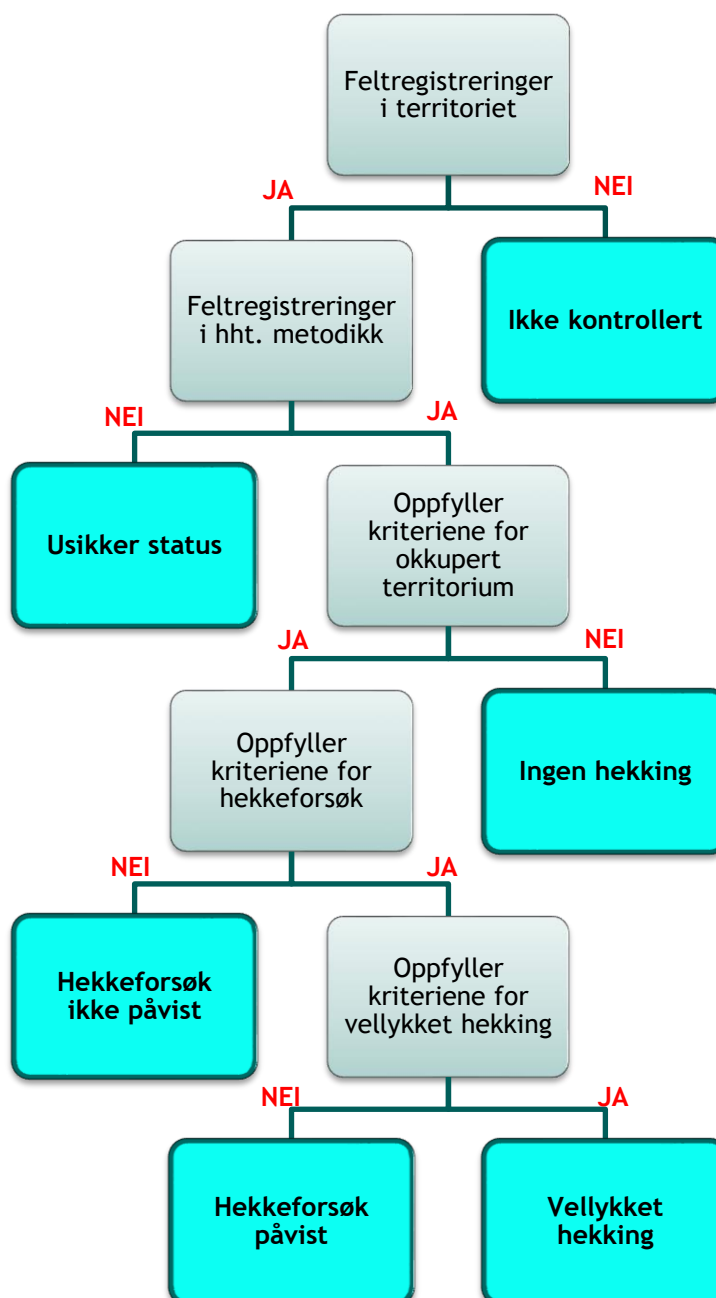 Feltregistreringer
i territoriet
JA
NEI
Feltregistreringer
i hht. metodikk
Ikke kontrollert
NEI
JA
Usikker status
Oppfyller
kriteriene for
okkupert
territorium
JA
NEI
Oppfyller
kriteriene for
hekkeforsøk
Ingen hekking
NEI
JA
Hekkeforsøk
ikke påvist
Oppfyller
kriteriene for
vellykket hekking
NEI
JA
Hekkeforsøk
påvist
Vellykket
hekking